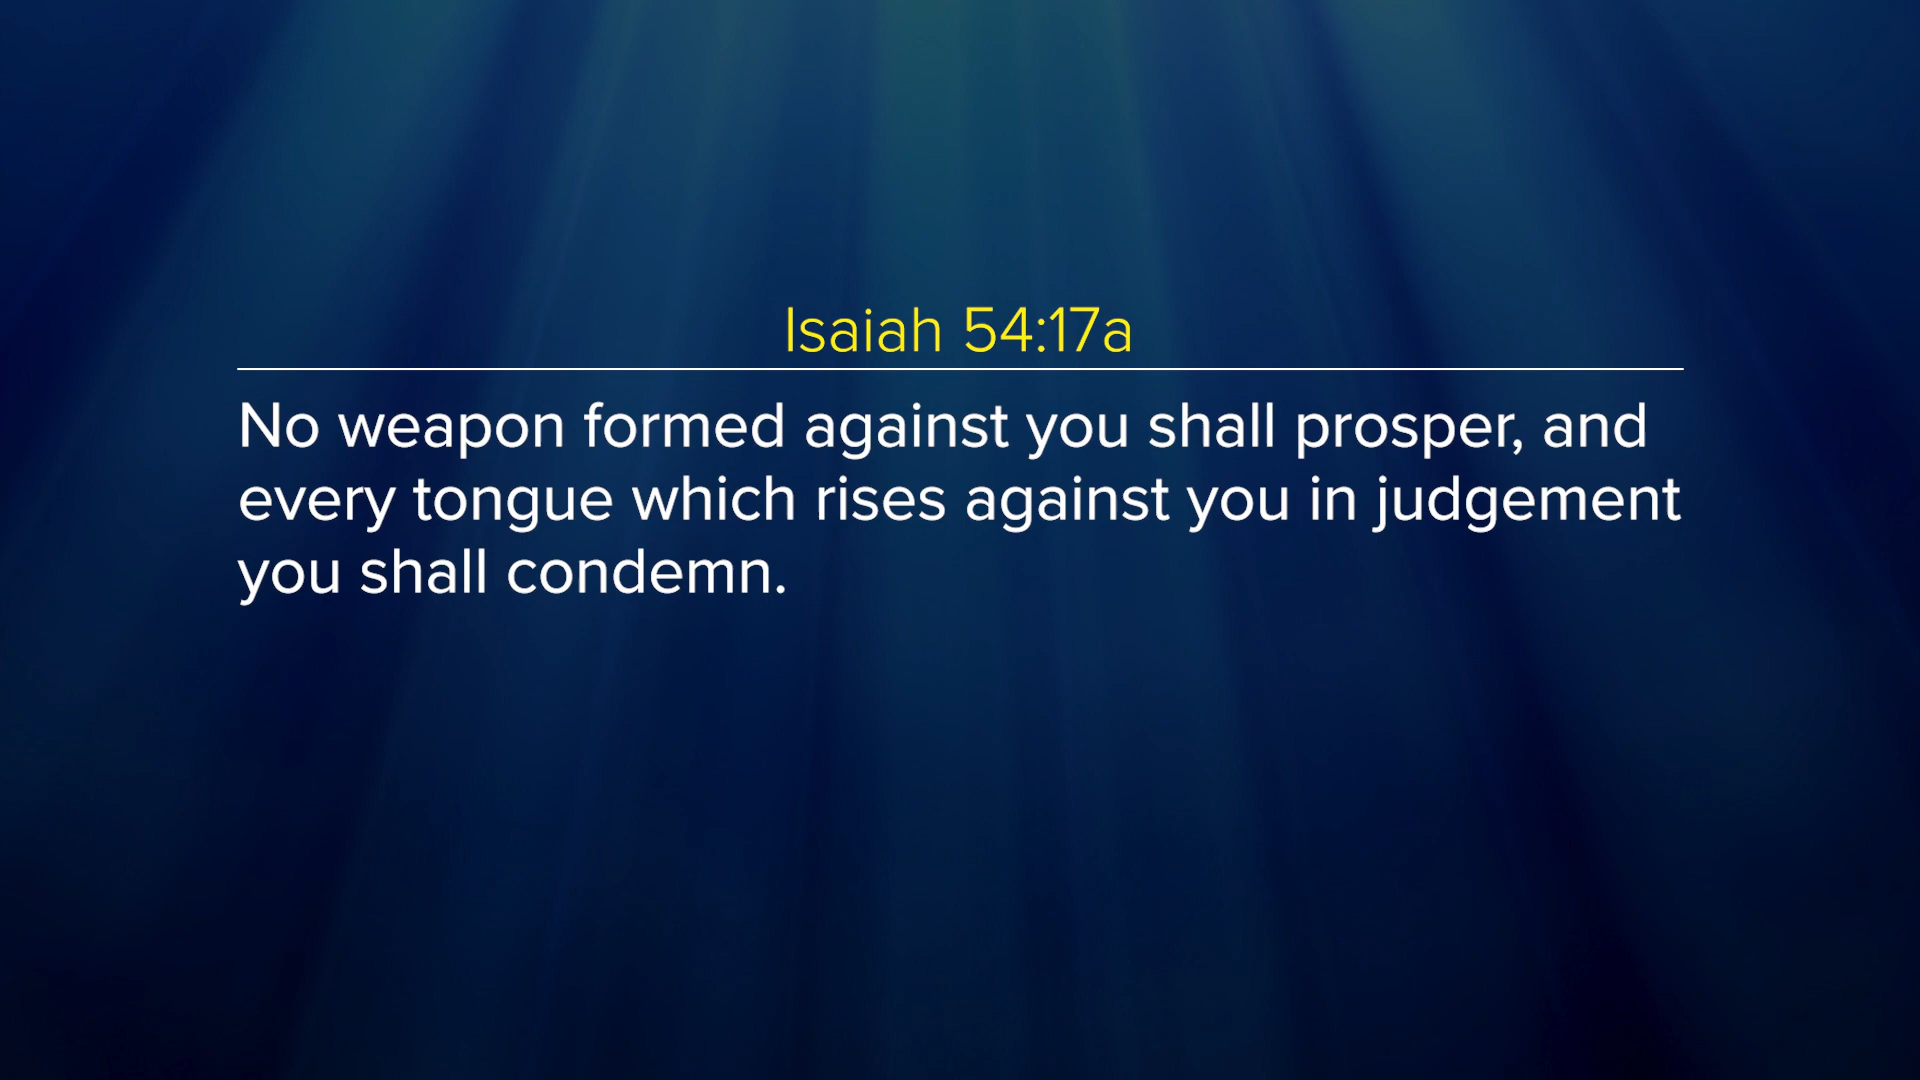 Isaiah 54:17a
No weapon formed against you shall prosper, and
every tongue which rises against you in judgement
you shall condemn.